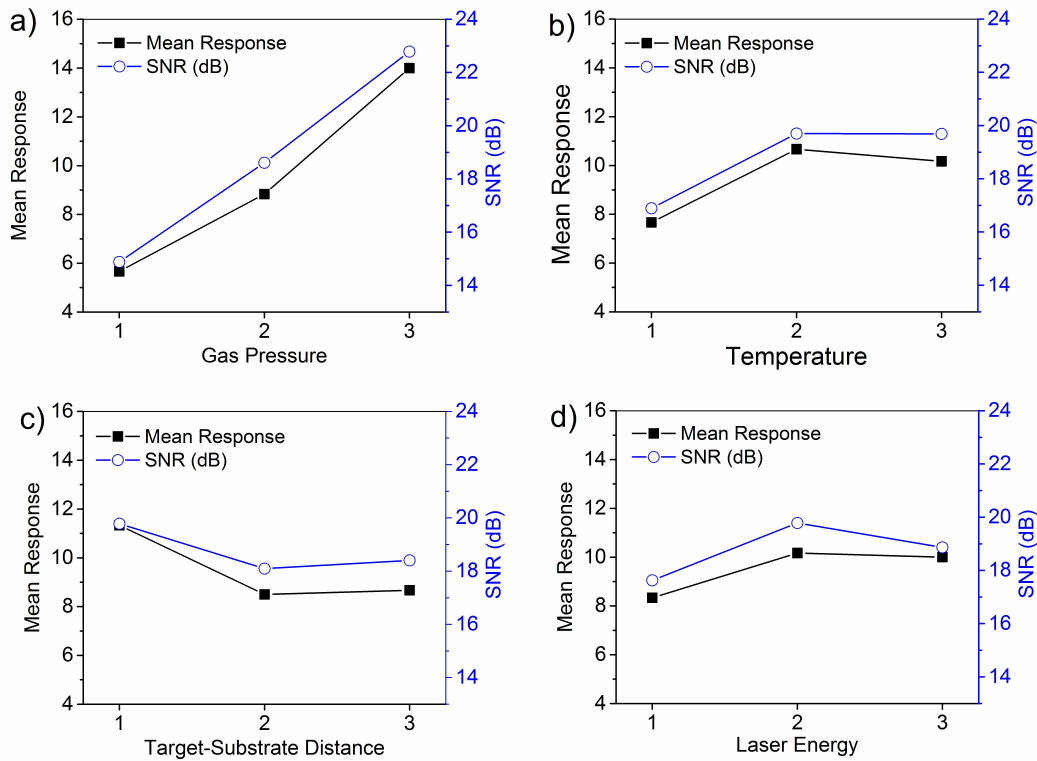 a)
Mean Response
SNR (dB)
16
14
12
10
8
6
4
24
22
20
18
16
14
Mean Response
SNR (dB)
1 2 3
Gas Pressure
b)
Mean Response
SNR (dB)
16
14
12
10
8
6
4
24
22
20
18
16
14
Mean Response
SNR (dB)
1 2 3
Temperature
c)
Mean Response
SNR (dB)
16
14
12
10
8
6
4
24
22
20
18
16
14
Mean Response
SNR (dB)
1 2 3
Target-Substrate Distance
d)
Mean Response
SNR (dB)
16
14
12
10
8
6
4
24
22
20
18
16
14
Mean Response
SNR (dB)
1 2 3
Laser Energy